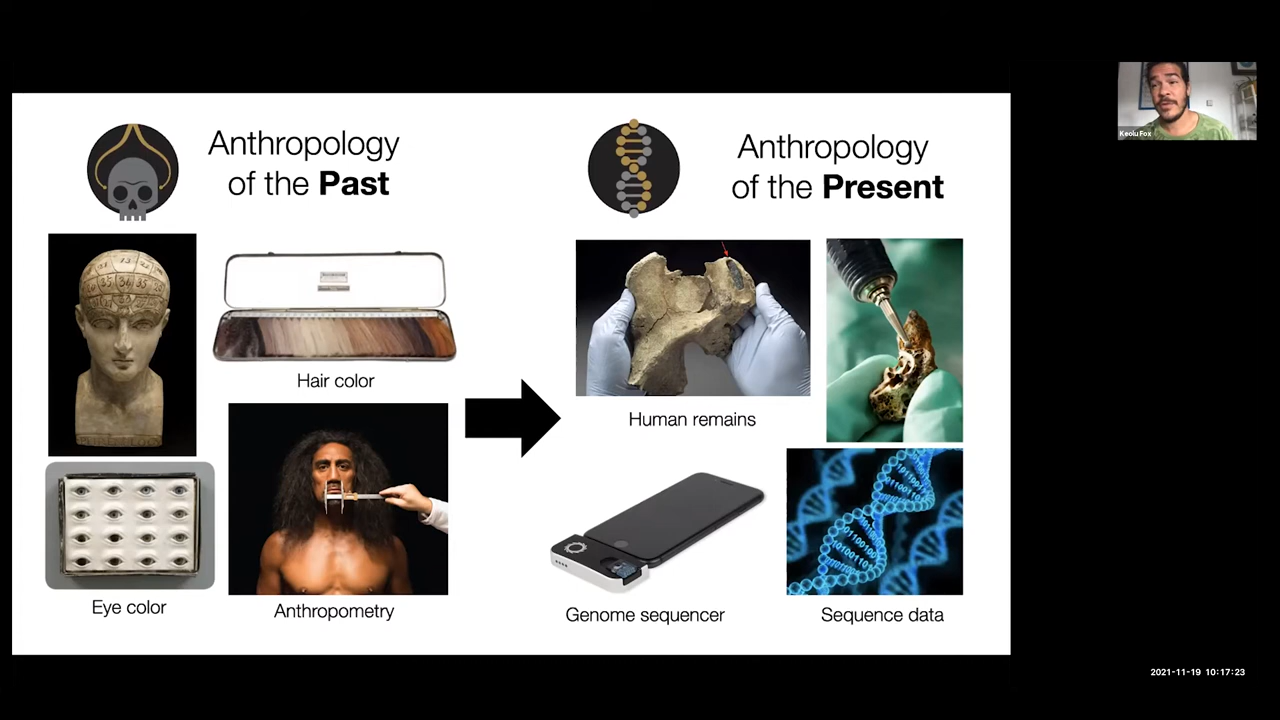 Anthropology
of the Past
Anthropology
of the Present
Hair color
Eye color
Anthropometry
Human remains
Genome sequencer
Sequence data
Keolu Fox
2021-11-19 10:17:23